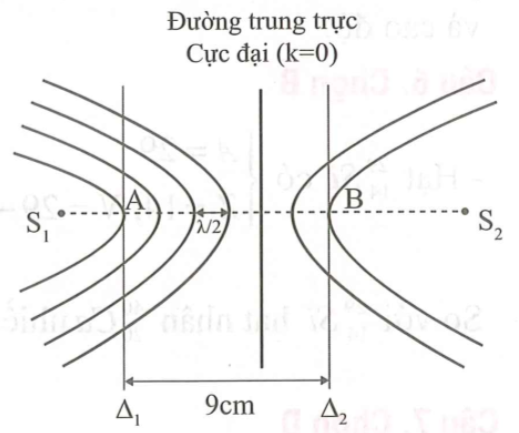 Đường trung trực
Cực đại (k=0)
S₁ A λ/2 B S₂
9cm
Δ₁ Δ₂